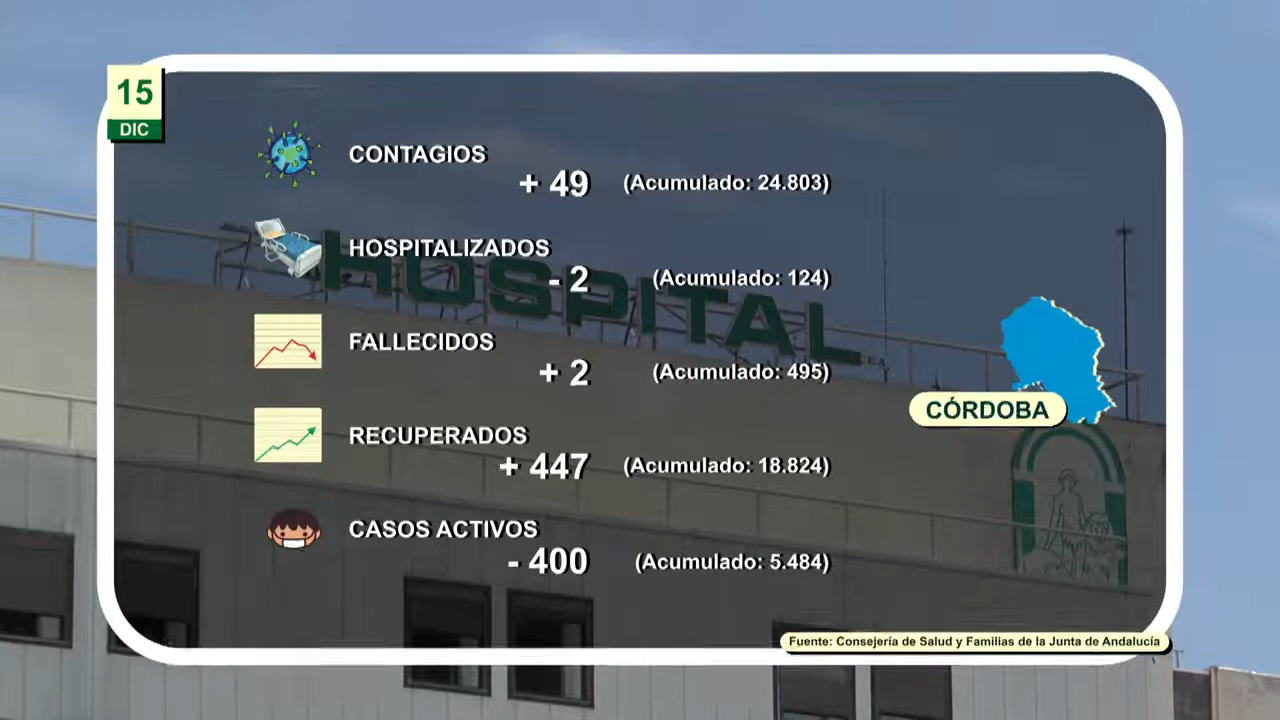 15
DIC
CONTAGIOS
+ 49 (Acumulado: 24.803)
HOSPITALIZADOS
- 2 (Acumulado: 124)
HOSPITAL
FALLECIDOS
+ 2 (Acumulado: 495)
CÓRDOBA
RECUPERADOS
+ 447 (Acumulado: 18.824)
CASOS ACTIVOS
- 400 (Acumulado: 5.484)
Fuente: Consejería de Salud y Familias de la Junta de Andalucía